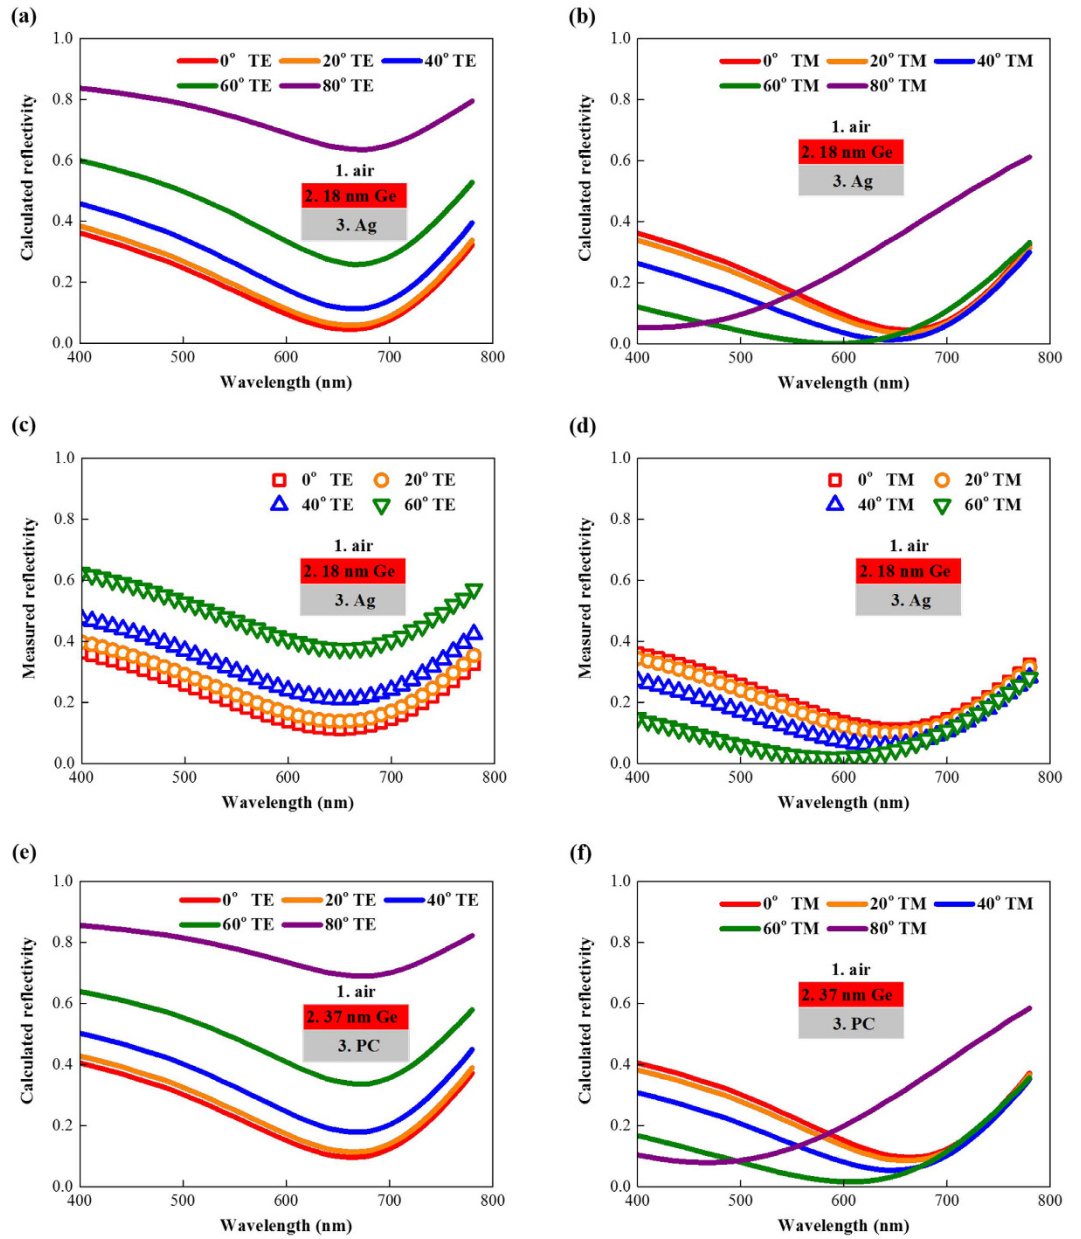 (a)
1.0
0.8
0.6
0.4
0.2
0.0
400 500 600 700 800
Calculated reflectivity
Wavelength (nm)
0° TE 20° TE 40° TE
60° TE 80° TE
1. air
2. 18 nm Ge
3. Ag
(b)
1.0
0.8
0.6
0.4
0.2
0.0
400 500 600 700 800
Calculated reflectivity
Wavelength (nm)
0° TM 20° TM 40° TM
60° TM 80° TM
1. air
2. 18 nm Ge
3. Ag
(c)
1.0
0.8
0.6
0.4
0.2
0.0
400 500 600 700 800
Measured reflectivity
Wavelength (nm)
0° TE 20° TE
40° TE 60° TE
1. air
2. 18 nm Ge
3. Ag
(d)
1.0
0.8
0.6
0.4
0.2
0.0
400 500 600 700 800
Measured reflectivity
Wavelength (nm)
0° TM 20° TM
40° TM 60° TM
1. air
2. 18 nm Ge
3. Ag
(e)
1.0
0.8
0.6
0.4
0.2
0.0
400 500 600 700 800
Calculated reflectivity
Wavelength (nm)
0° TE 20° TE 40° TE
60° TE 80° TE
1. air
2. 37 nm Ge
3. PC
(f)
1.0
0.8
0.6
0.4
0.2
0.0
400 500 600 700 800
Calculated reflectivity
Wavelength (nm)
0° TM 20° TM 40° TM
60° TM 80° TM
1. air
2. 37 nm Ge
3. PC